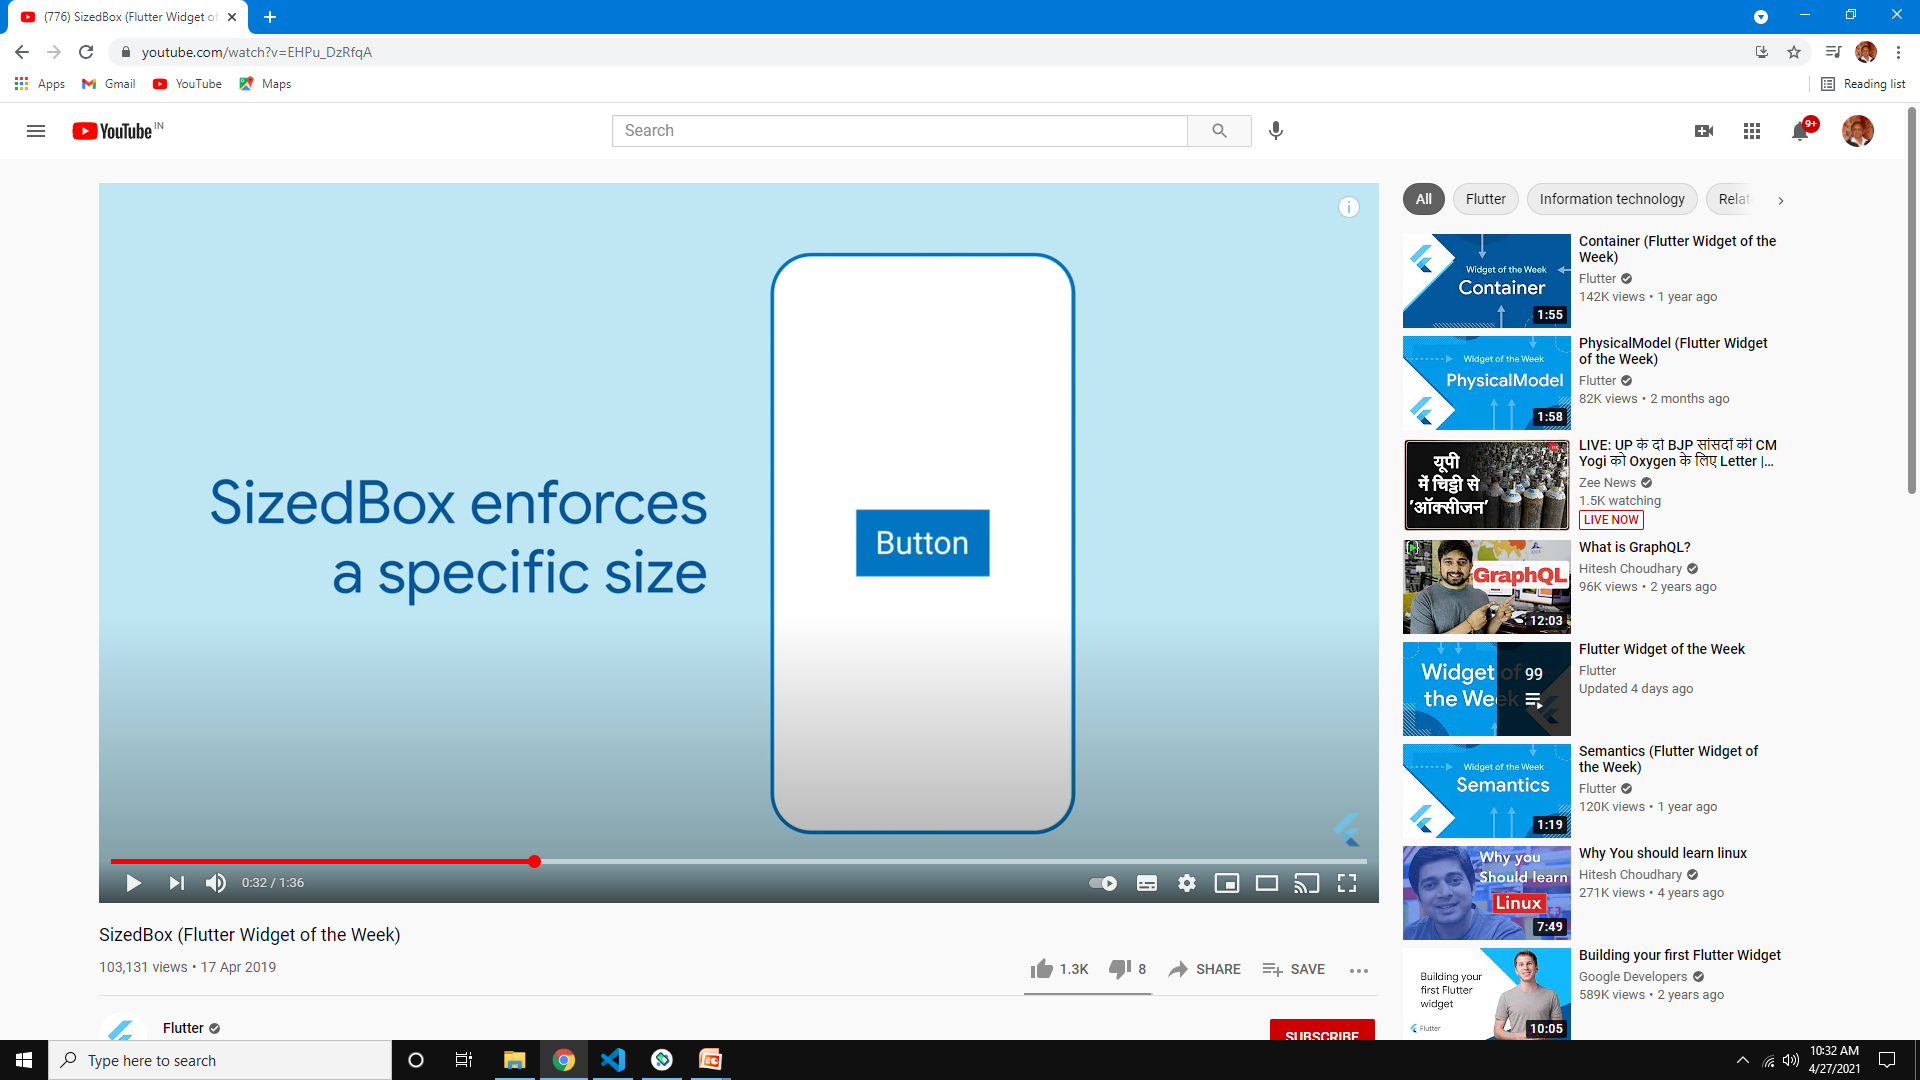 (776) SizedBox (Flutter Widget of
youtube.com/watch?v=EHPu_DzRfqA
Apps
Gmail
YouTube
Maps
Reading list
YouTube IN
Search
9+
SizedBox enforces
a specific size
Button
0:32 / 1:36
SizedBox (Flutter Widget of the Week)
103,131 views • 17 Apr 2019
1.3K
8
SHARE
SAVE
Flutter
SUBSCRIBE
All
Flutter
Information technology
Relat
Widget of the Week
Container
1:55
Container (Flutter Widget of the
Week)
Flutter
142K views • 1 year ago
Widget of the Week
PhysicalModel
1:58
PhysicalModel (Flutter Widget
of the Week)
Flutter
82K views • 2 months ago
यूपी
में चिट्ठी से
'ऑक्सीजन'
LIVE: UP के दो BJP सांसदों की CM
Yogi को Oxygen के लिए Letter |...
Zee News
1.5K watching
LIVE NOW
GraphQL
12:03
What is GraphQL?
Hitesh Choudhary
96K views • 2 years ago
Widget of
the Week
99
Flutter Widget of the Week
Flutter
Updated 4 days ago
Widget of the Week
Semantics
1:19
Semantics (Flutter Widget of
the Week)
Flutter
120K views • 1 year ago
Why you
Should learn
Linux
7:49
Why You should learn linux
Hitesh Choudhary
271K views • 4 years ago
Building your
first Flutter
widget
Flutter
10:05
Building your first Flutter Widget
Google Developers
589K views • 2 years ago
Type here to search
10:32 AM
4/27/2021